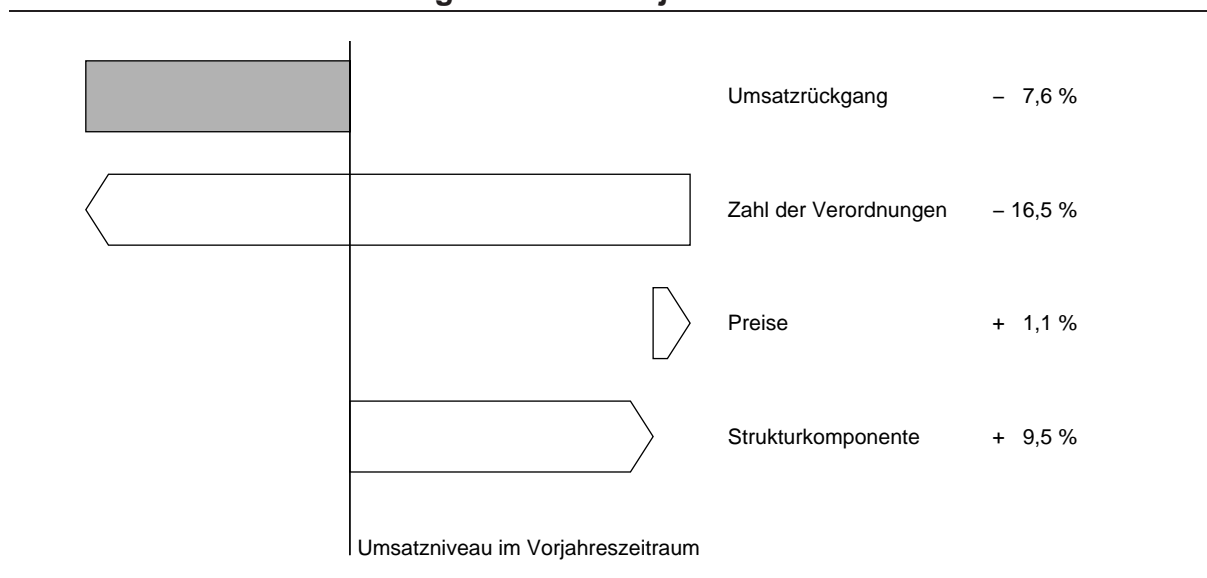 Umsatzrückgang – 7,6 %
Zahl der Verordnungen – 16,5 %
Preise + 1,1 %
Strukturkomponente + 9,5 %
Umsatzniveau im Vorjahreszeitraum